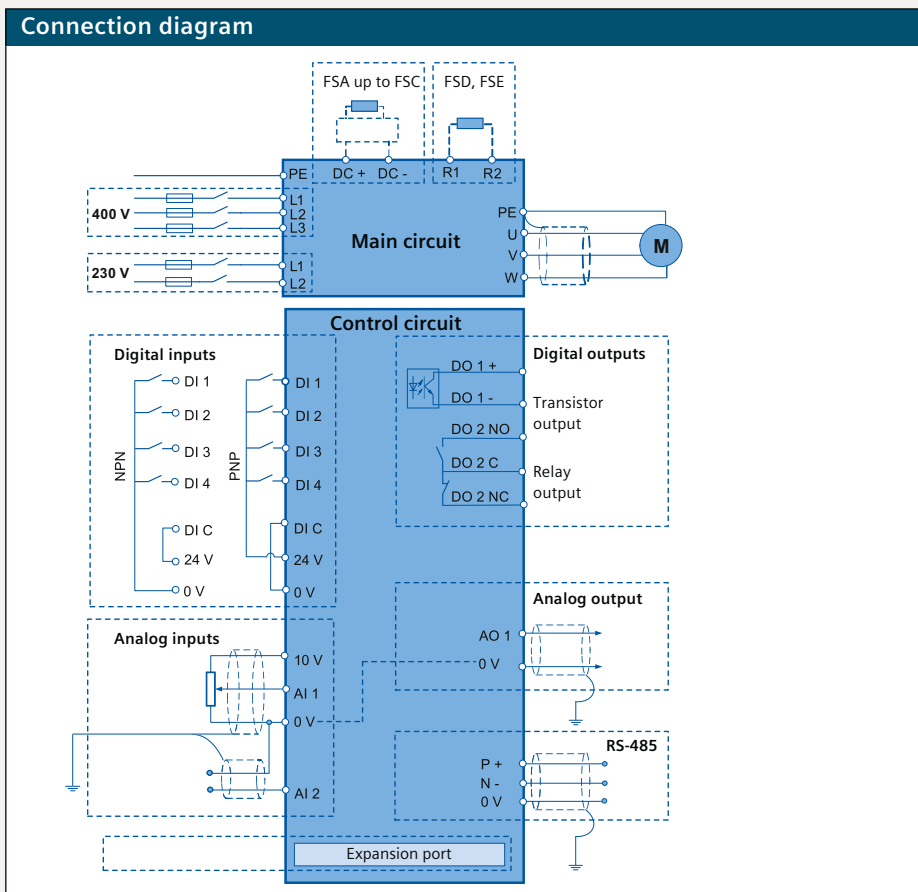 Connection diagram
FSA up to FSC
FSD, FSE
PE
DC +
DC -
R1
R2
400 V
L1
L2
L3
230 V
L1
L2
Main circuit
PE
U
V
W
M
Control circuit
Digital inputs
NPN
DI 1
DI 2
DI 3
DI 4
DI C
24 V
0 V
PNP
DI 1
DI 2
DI 3
DI 4
DI C
24 V
0 V
Digital outputs
DO 1 +
DO 1 -
Transistor
output
DO 2 NO
DO 2 C
DO 2 NC
Relay
output
Analog inputs
10 V
AI 1
0 V
AI 2
Analog output
AO 1
0 V
RS-485
P +
N -
0 V
Expansion port